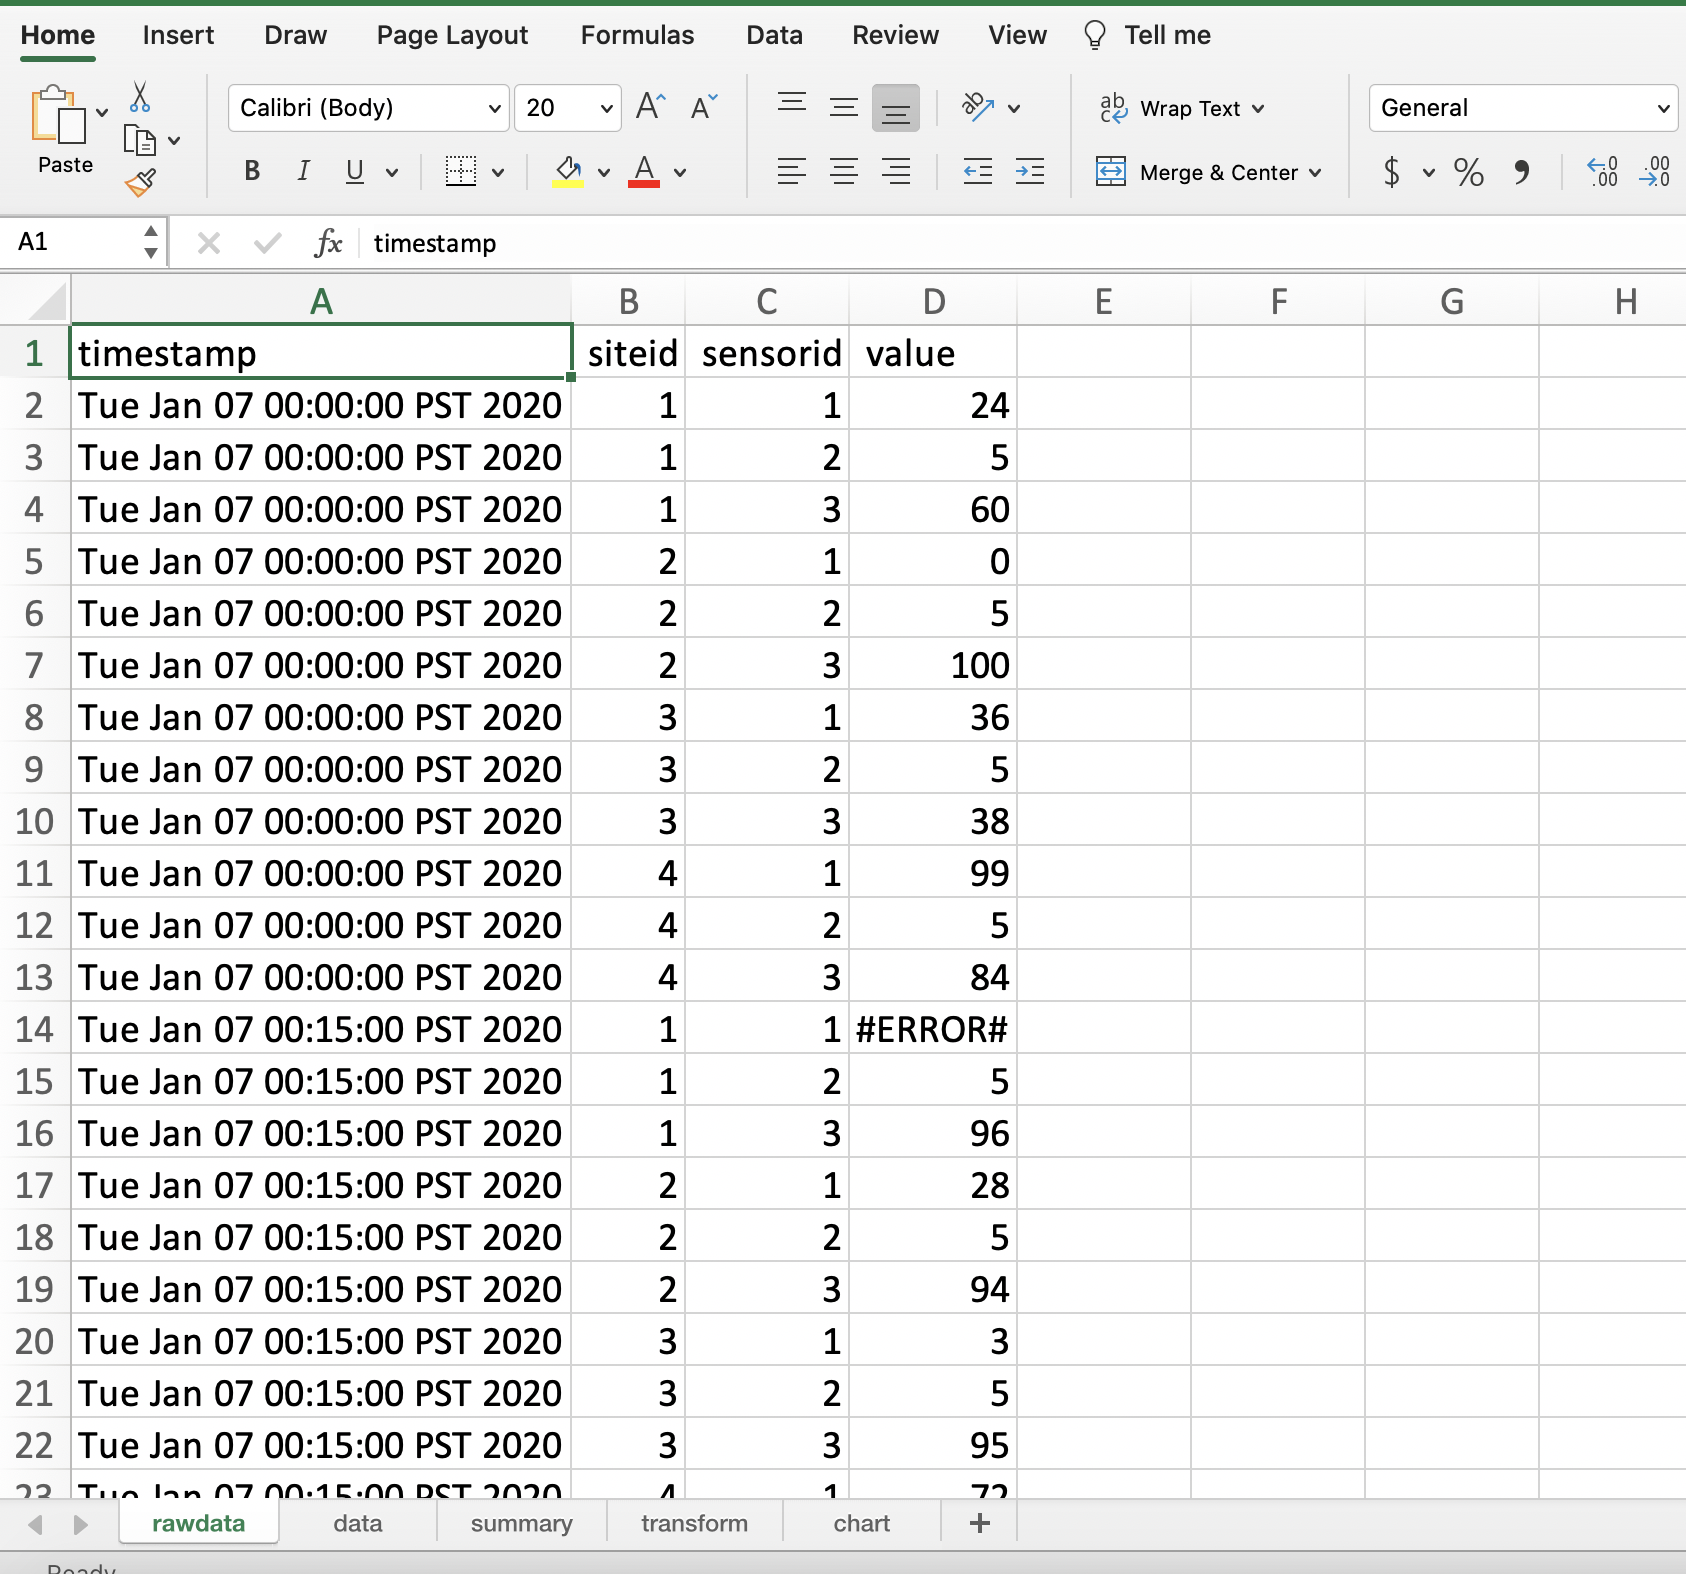 Home Insert Draw Page Layout Formulas Data Review View Tell me
Paste
Calibri (Body) 20
B I U A
ab Wrap Text
Merge & Center
General
$ % .00 .00
A1 fx timestamp
A B C D E F G H
1 timestamp siteid sensorid value
2 Tue Jan 07 00:00:00 PST 2020 1 1 24
3 Tue Jan 07 00:00:00 PST 2020 1 2 5
4 Tue Jan 07 00:00:00 PST 2020 1 3 60
5 Tue Jan 07 00:00:00 PST 2020 2 1 0
6 Tue Jan 07 00:00:00 PST 2020 2 2 5
7 Tue Jan 07 00:00:00 PST 2020 2 3 100
8 Tue Jan 07 00:00:00 PST 2020 3 1 36
9 Tue Jan 07 00:00:00 PST 2020 3 2 5
10 Tue Jan 07 00:00:00 PST 2020 3 3 38
11 Tue Jan 07 00:00:00 PST 2020 4 1 99
12 Tue Jan 07 00:00:00 PST 2020 4 2 5
13 Tue Jan 07 00:00:00 PST 2020 4 3 84
14 Tue Jan 07 00:15:00 PST 2020 1 1 #ERROR#
15 Tue Jan 07 00:15:00 PST 2020 1 2 5
16 Tue Jan 07 00:15:00 PST 2020 1 3 96
17 Tue Jan 07 00:15:00 PST 2020 2 1 28
18 Tue Jan 07 00:15:00 PST 2020 2 2 5
19 Tue Jan 07 00:15:00 PST 2020 2 3 94
20 Tue Jan 07 00:15:00 PST 2020 3 1 3
21 Tue Jan 07 00:15:00 PST 2020 3 2 5
22 Tue Jan 07 00:15:00 PST 2020 3 3 95
23 Tue Jan 07 00:15:00 PST 2020 4 1 72
rawdata data summary transform chart
Ready